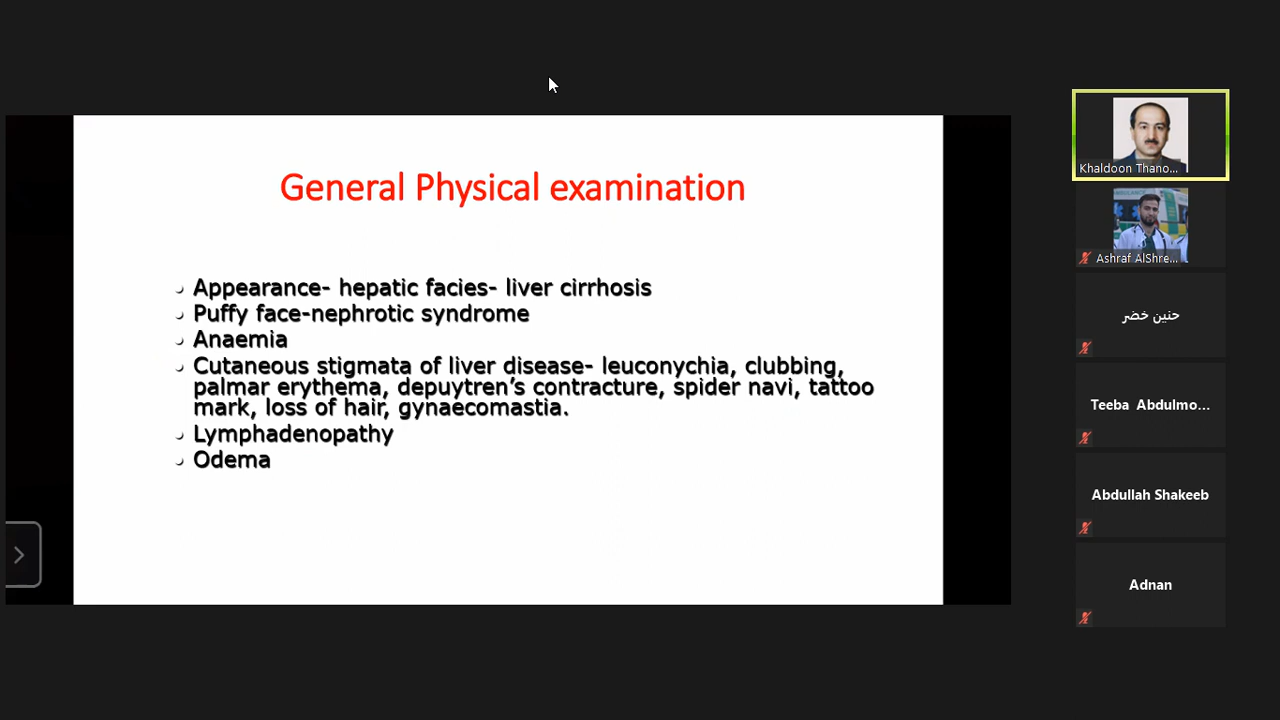 General Physical examination
Appearance- hepatic facies- liver cirrhosis
Puffy face-nephrotic syndrome
Anaemia
Cutaneous stigmata of liver disease- leuconychia, clubbing,
palmar erythema, depuytren’s contracture, spider navi, tattoo
mark, loss of hair, gynaecomastia.
Lymphadenopathy
Odema
Khaldoon Thano...
Ashraf AlShre...
حنين خضر
Teeba Abdulmo...
Abdullah Shakeeb
Adnan